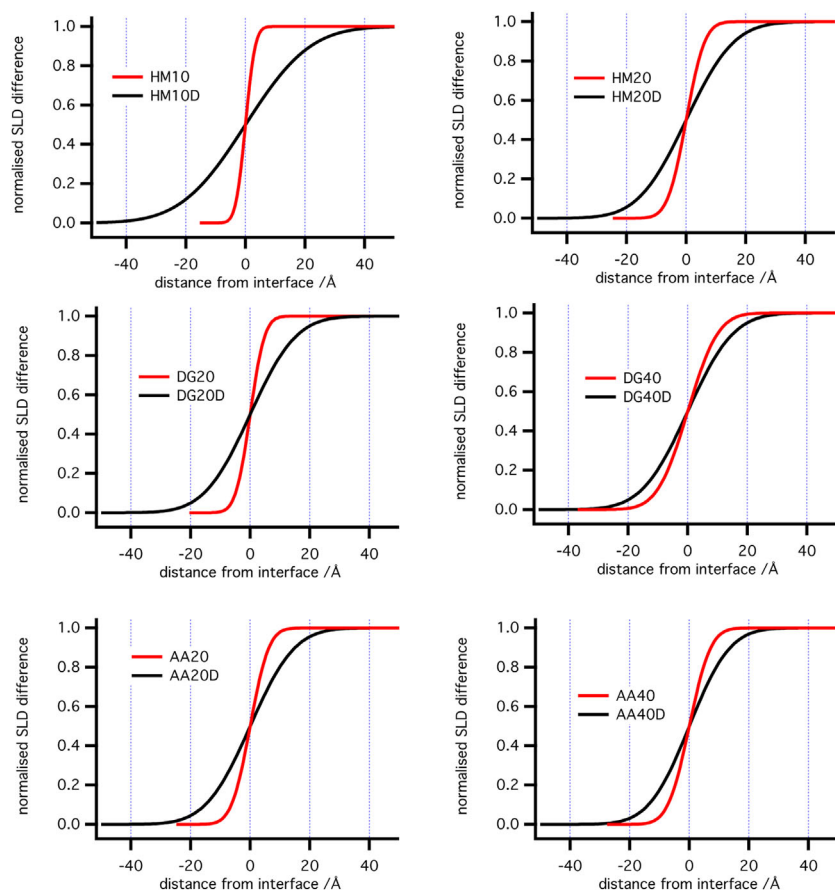 normalised SLD difference
1.0
0.8
0.6
0.4
0.2
0.0
HM10
HM10D
-40 -20 0 20 40
distance from interface /Å
normalised SLD difference
1.0
0.8
0.6
0.4
0.2
0.0
HM20
HM20D
-40 -20 0 20 40
distance from interface /Å
normalised SLD difference
1.0
0.8
0.6
0.4
0.2
0.0
DG20
DG20D
-40 -20 0 20 40
distance from interface /Å
normalised SLD difference
1.0
0.8
0.6
0.4
0.2
0.0
DG40
DG40D
-40 -20 0 20 40
distance from interface /Å
normalised SLD difference
1.0
0.8
0.6
0.4
0.2
0.0
AA20
AA20D
-40 -20 0 20 40
distance from interface /Å
normalised SLD difference
1.0
0.8
0.6
0.4
0.2
0.0
AA40
AA40D
-40 -20 0 20 40
distance from interface /Å